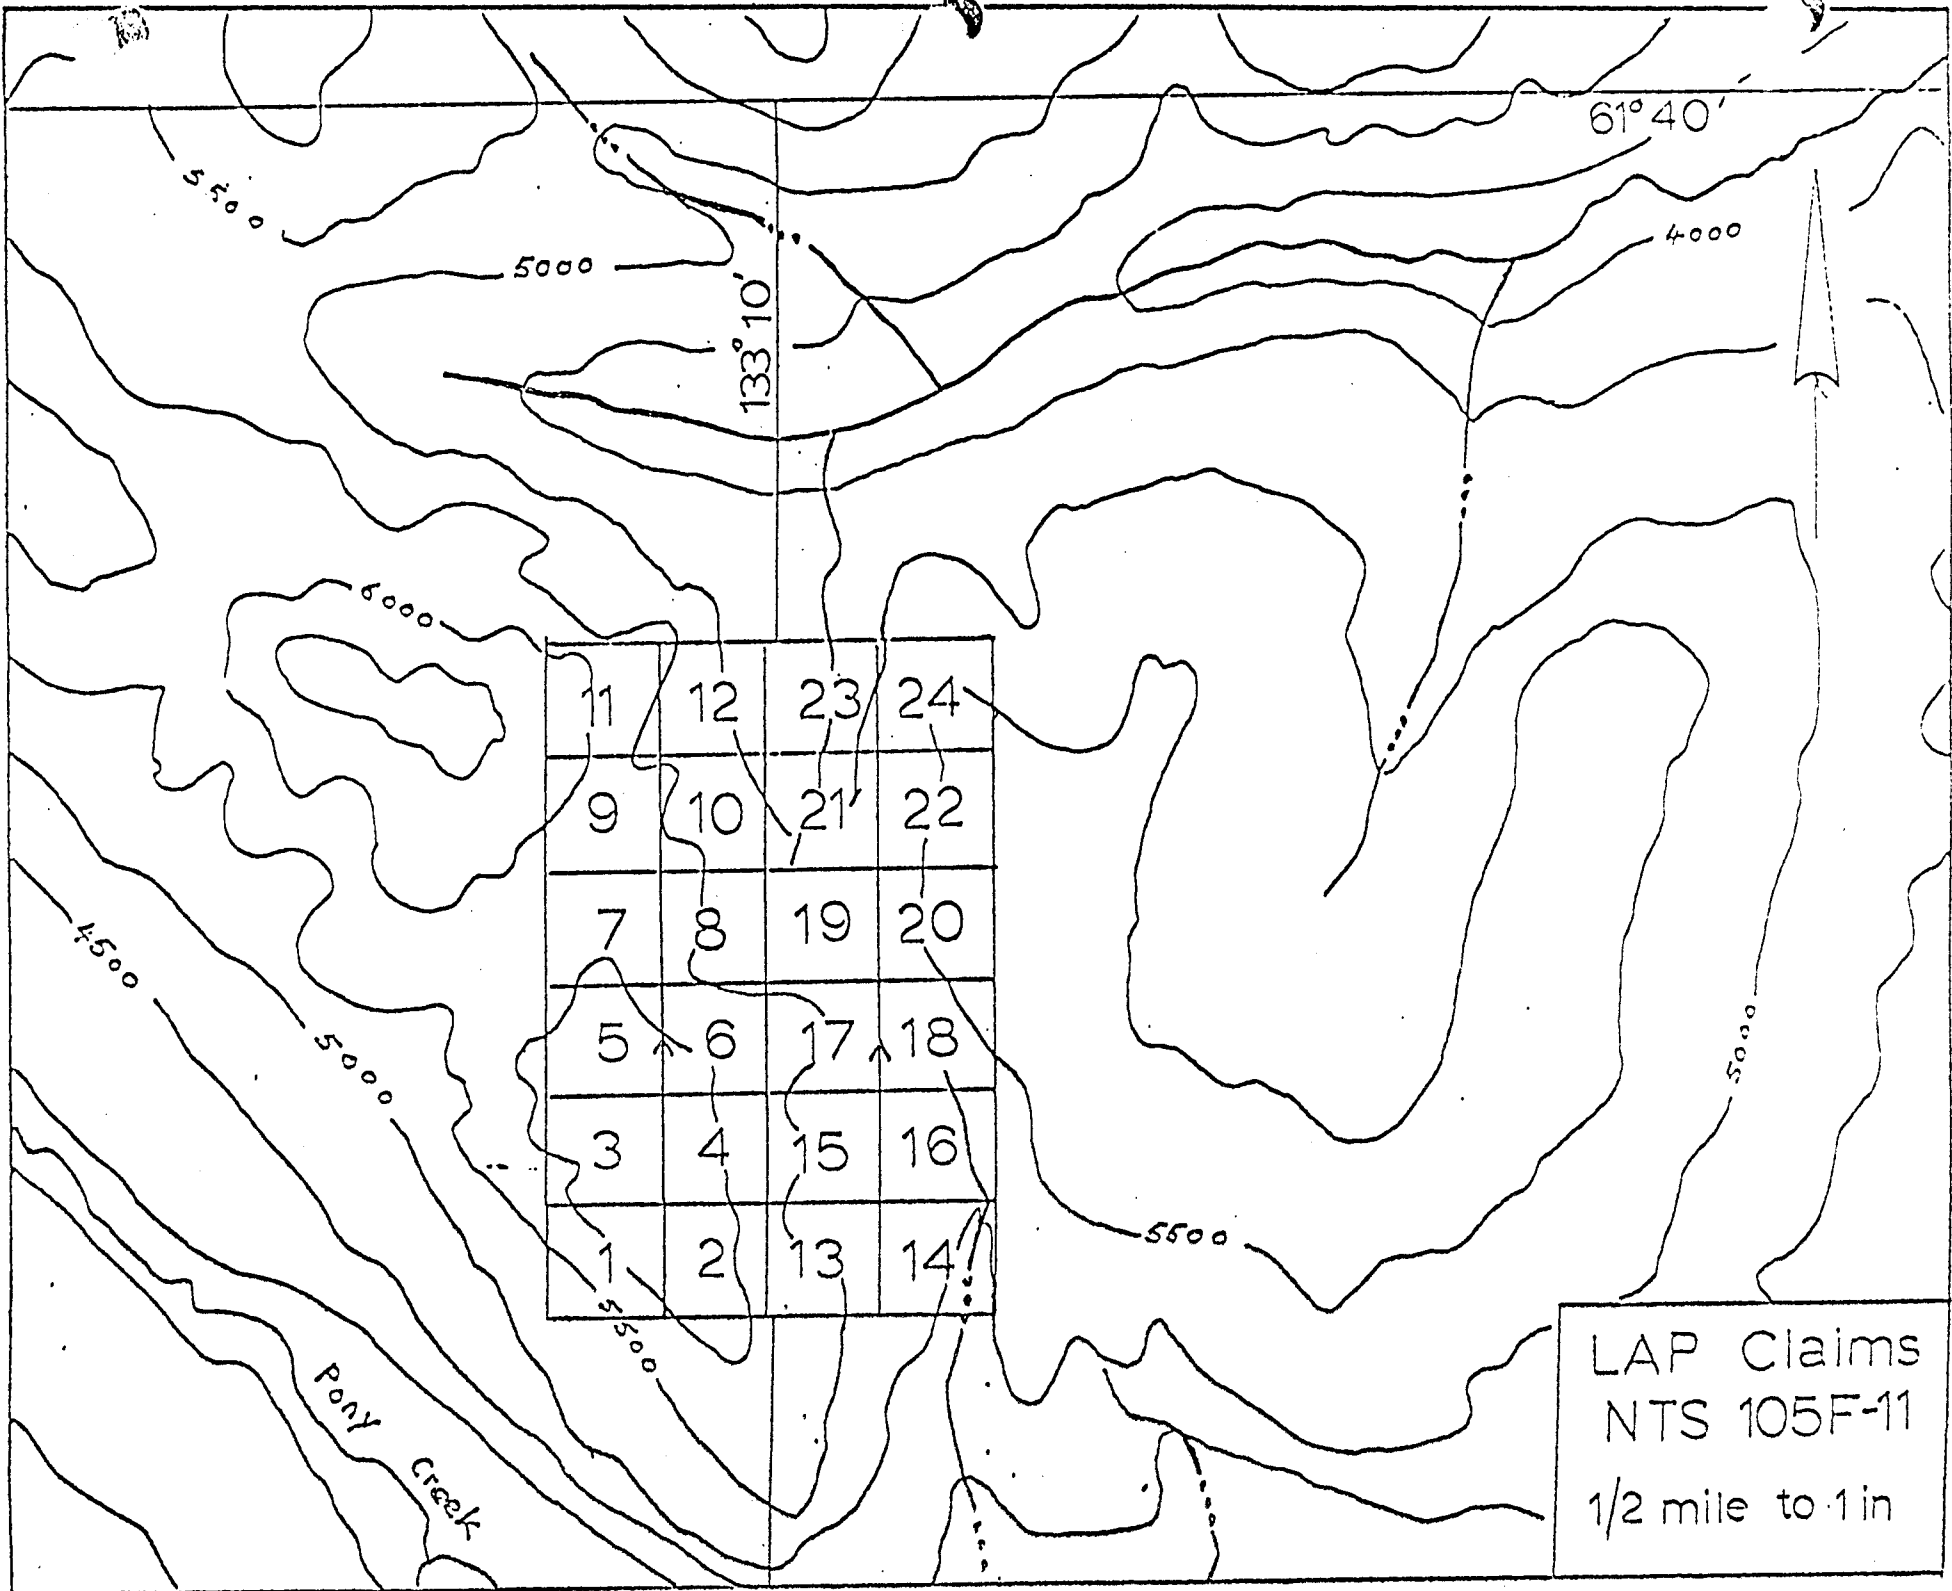 61°40'
5500
4000
5000
133°10'
6000
11 12 23 24
9 10 21 22
7 8 19 20
4500
5 6 17 18
5000
5000
3 4 15 16
5500
1 2 13 14
5500
Pony Creek
LAP Claims
NTS 105F-11
1/2 mile to 1 in